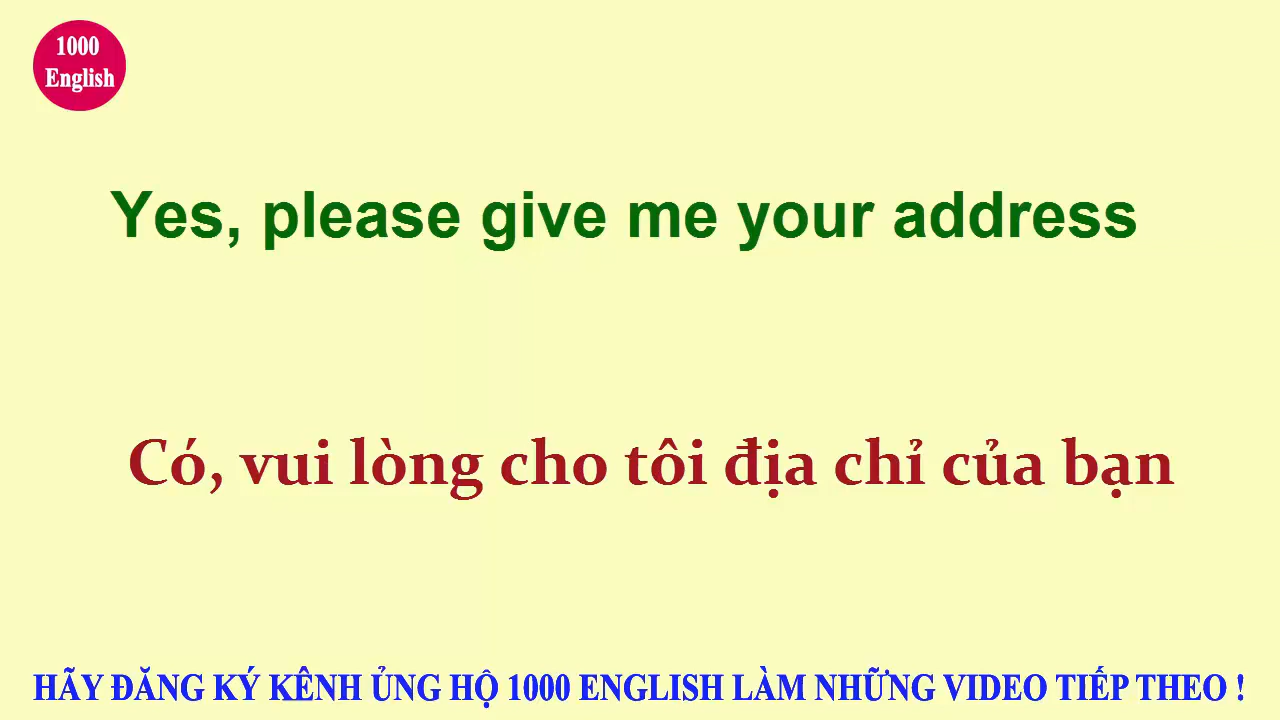 1000
English
Yes, please give me your address
Có, vui lòng cho tôi địa chỉ của bạn
HÃY ĐĂNG KÝ KÊNH ỦNG HỘ 1000 ENGLISH LÀM NHỮNG VIDEO TIẾP THEO !